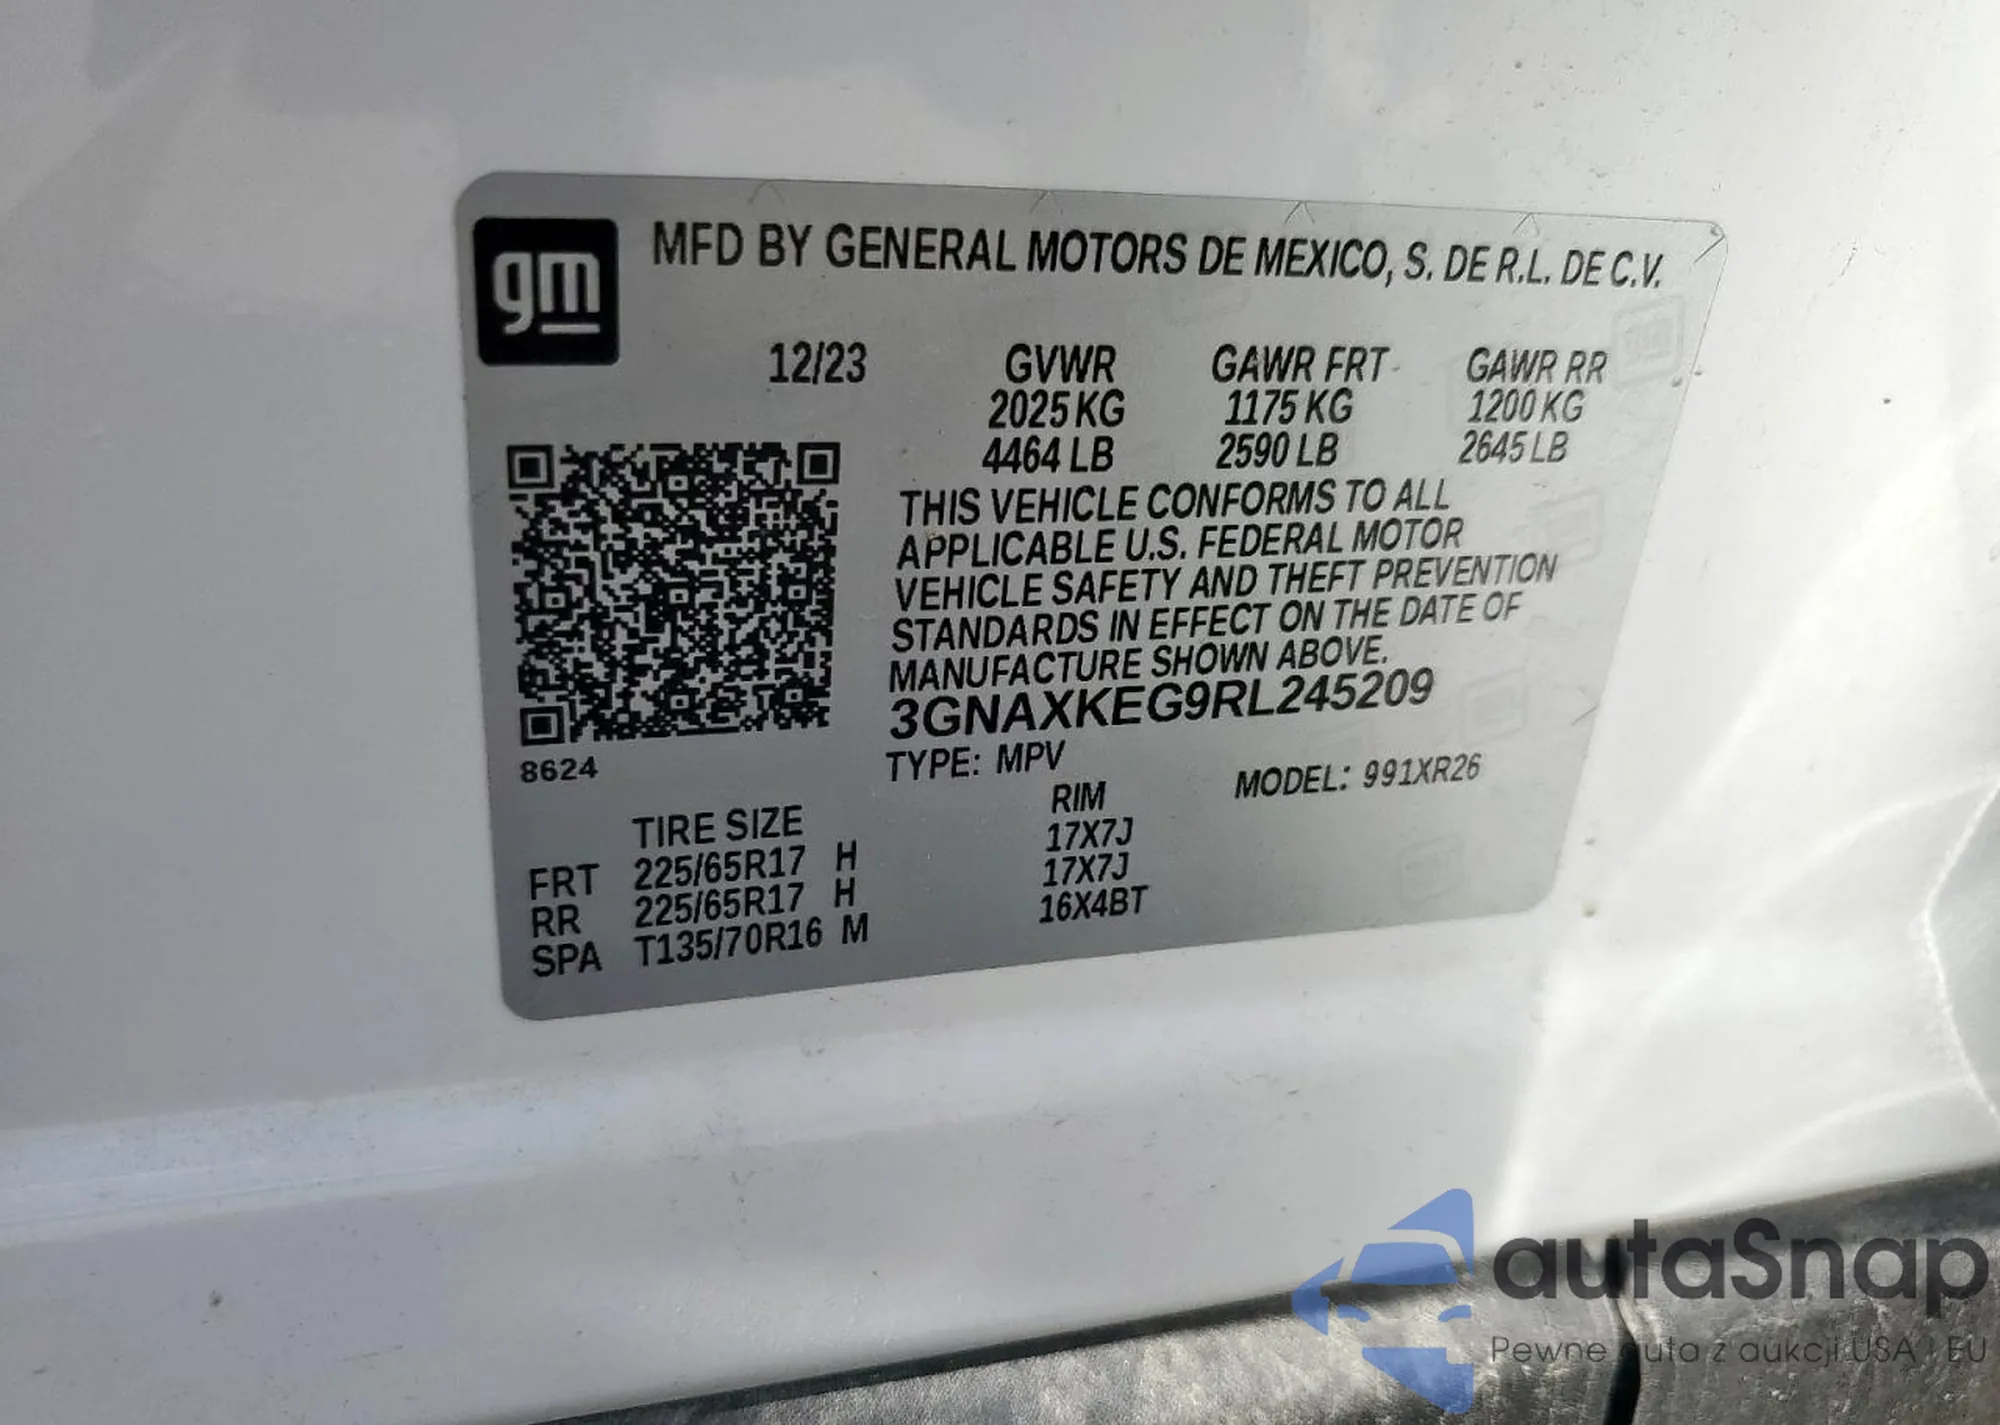 gm
MFD BY GENERAL MOTORS DE MEXICO, S. DE R.L. DE C.V.
12/23 GVWR GAWR FRT GAWR RR
2025 KG 1175 KG 1200 KG
4464 LB 2590 LB 2645 LB
THIS VEHICLE CONFORMS TO ALL
APPLICABLE U.S. FEDERAL MOTOR
VEHICLE SAFETY AND THEFT PREVENTION
STANDARDS IN EFFECT ON THE DATE OF
MANUFACTURE SHOWN ABOVE.
3GNAXKEG9RL245209
8624
TYPE: MPV MODEL: 991XR26
TIRE SIZE RIM
FRT 225/65R17 H 17X7J
RR 225/65R17 H 17X7J
SPA T135/70R16 M 16X4BT
autaSnap
Pewne auta z aukcji USA i EU